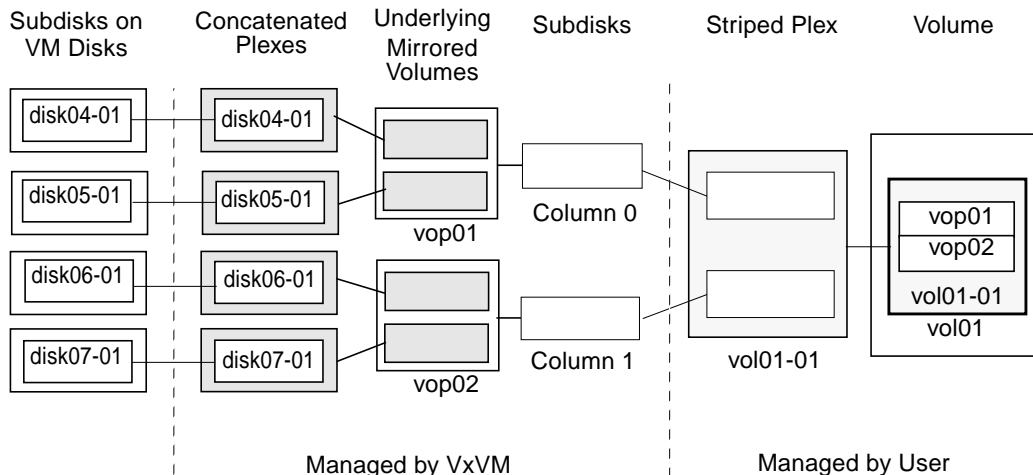 Subdisks on
VM Disks
Concatenated
Plexes
Underlying
Mirrored
Volumes
Subdisks
Striped Plex
Volume
disk04-01
disk04-01
disk05-01
disk05-01
vop01
Column 0
disk06-01
disk06-01
disk07-01
disk07-01
vop02
Column 1
vol01-01
vop01
vop02
vol01-01
vol01
Managed by VxVM
Managed by User